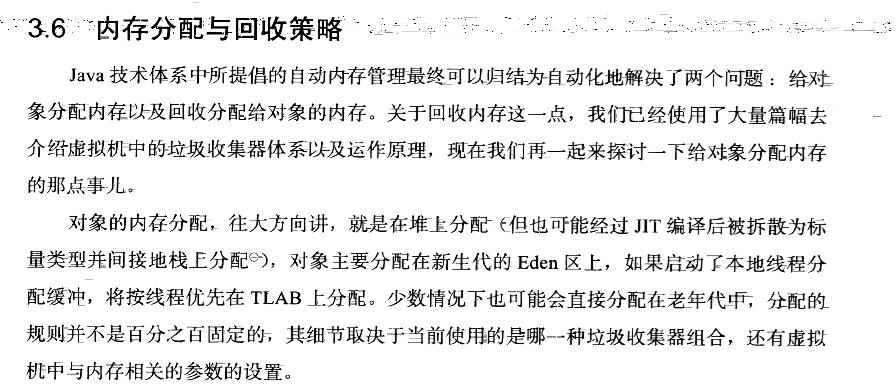 3.6 内存分配与回收策略
Java 技术体系中所提倡的自动内存管理最终可以归结为自动化地解决了两个问题：给对
象分配内存以及回收分配给对象的内存。关于回收内存这一点，我们已经使用了大量篇幅去
介绍虚拟机中的垃圾收集器体系以及运作原理，现在我们再一起来探讨一下给对象分配内存
的那点事儿。
对象的内存分配，往大方向讲，就是在堆上分配（但也可能经过 JIT 编译后被拆散为标
量类型并间接地栈上分配㊀），对象主要分配在新生代的 Eden 区上，如果启动了本地线程分
配缓冲，将按线程优先在 TLAB 上分配。少数情况下也可能会直接分配在老年代中，分配的
规则并不是百分之百固定的，其细节取决于当前使用的是哪一种垃圾收集器组合，还有虚拟
机中与内存相关的参数的设置。